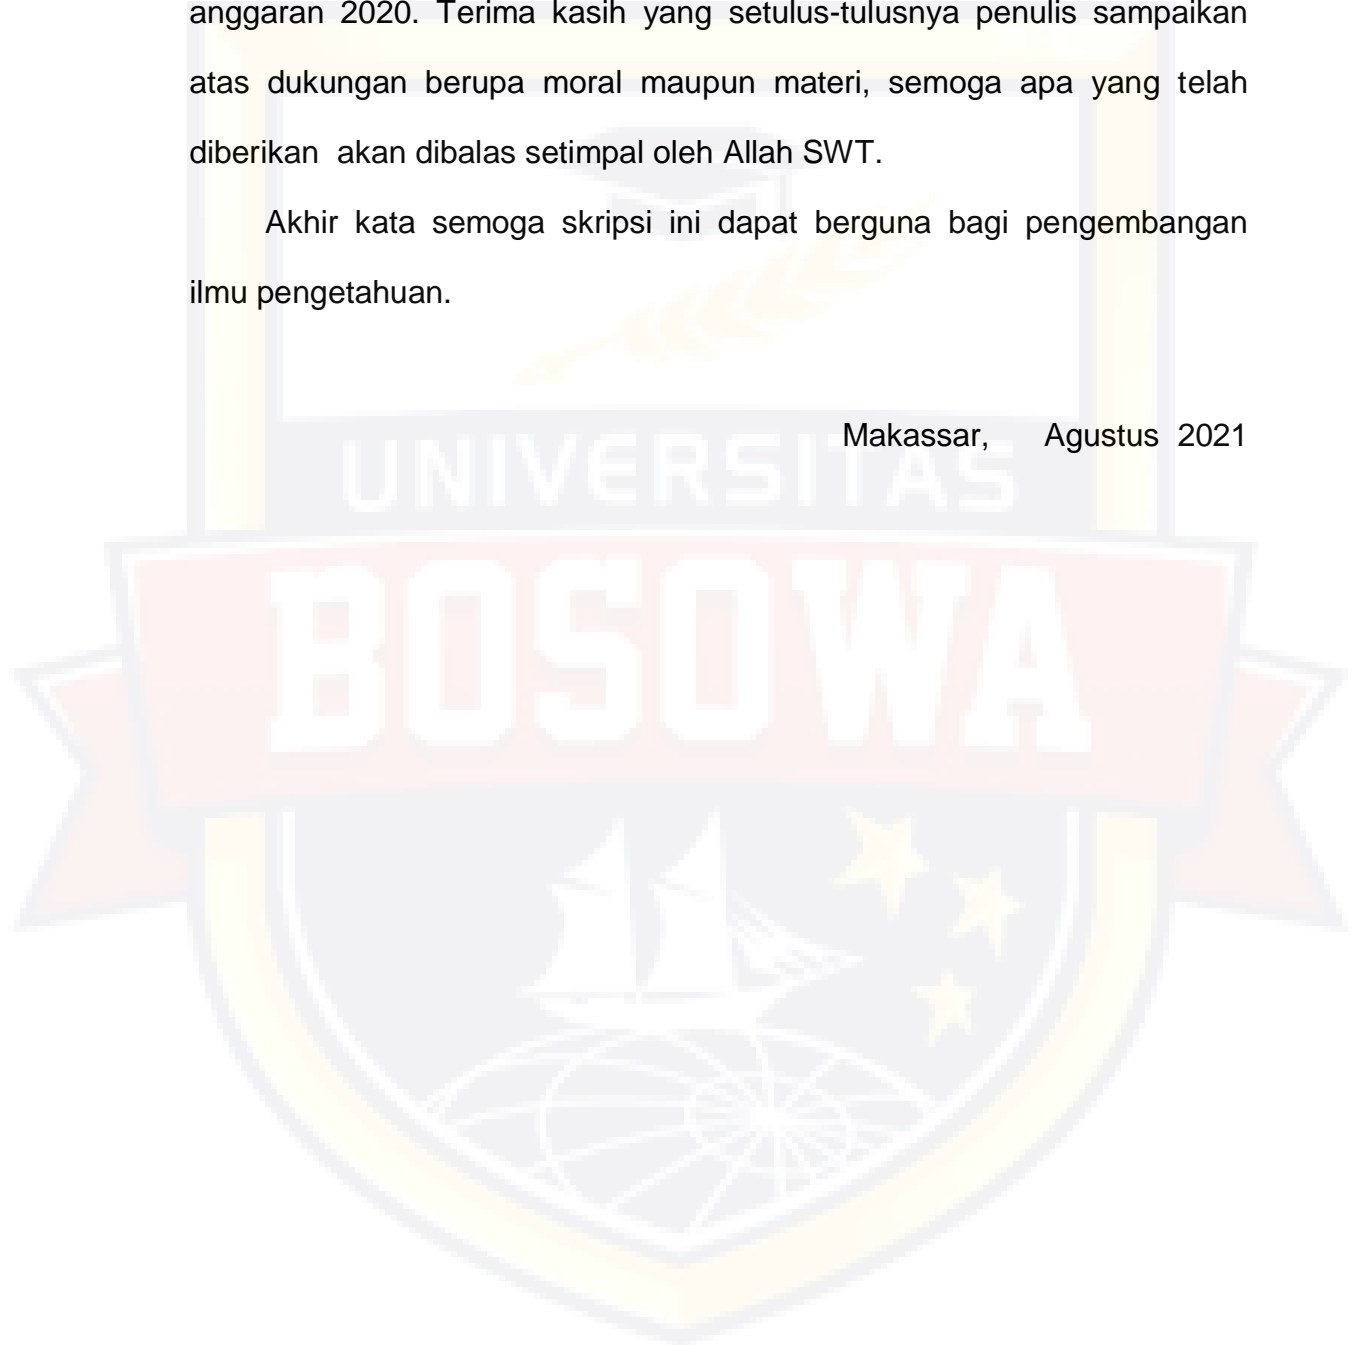 anggaran 2020. Terima kasih yang setulus-tulusnya penulis sampaikan
atas dukungan berupa moral maupun materi, semoga apa yang telah
diberikan akan dibalas setimpal oleh Allah SWT.
Akhir kata semoga skripsi ini dapat berguna bagi pengembangan
ilmu pengetahuan.
Makassar, Agustus 2021
UNIVERSITAS
BOSOWA